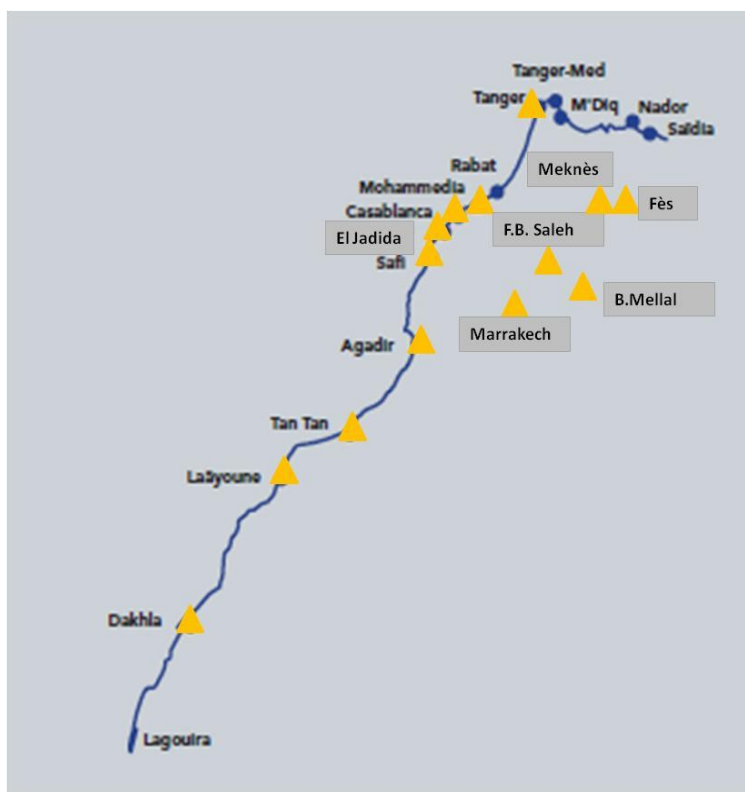 Tanger-Med
Tanger
M'Diq
Nador
Saïdia
Rabat
Meknès
Mohammedia
Fès
Casablanca
F.B. Saleh
El Jadida
Safi
B.Mellal
Marrakech
Agadir
Tan Tan
Laâyoune
Dakhla
Lagouira